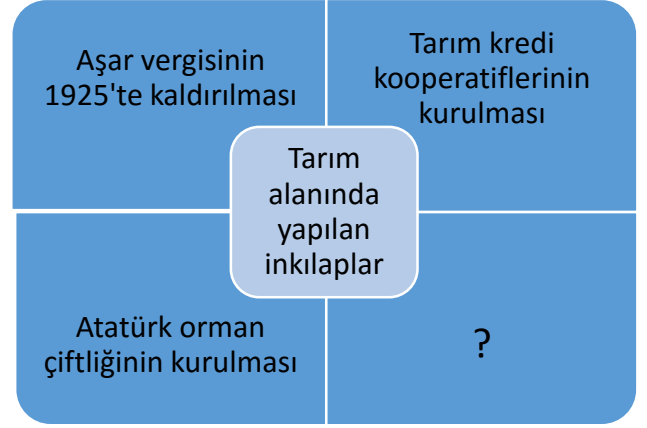 Aşar vergisinin
1925'te kaldırılması
Tarım kredi
kooperatiflerinin
kurulması
Tarım
alanında
yapılan
inkılaplar
Atatürk orman
çiftliğinin kurulması
?